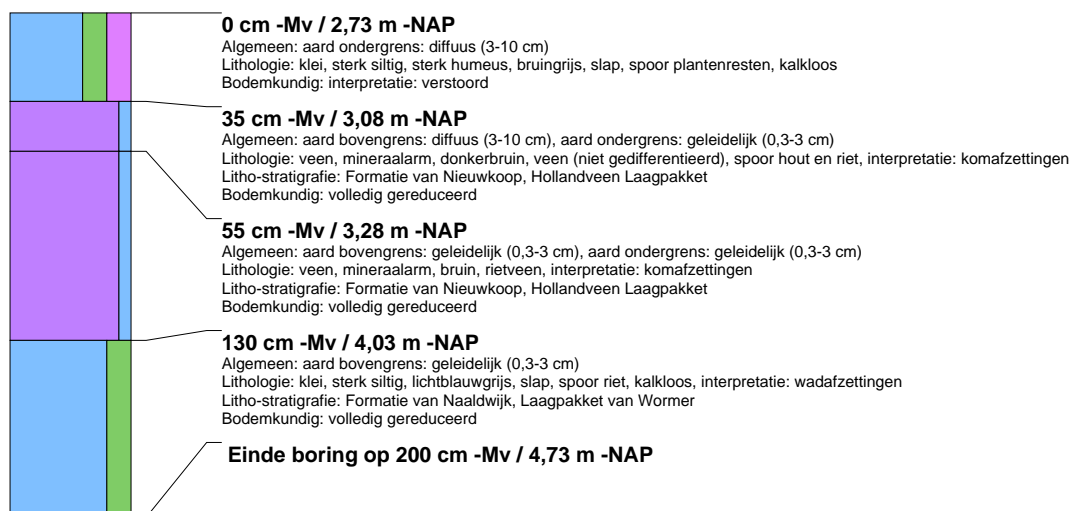 0 cm -Mv / 2,73 m -NAP
Algemeen: aard ondergrens: diffuus (3-10 cm)
Lithologie: klei, sterk siltig, sterk humeus, bruingrijs, slap, spoor plantenresten, kalkloos
Bodemkundig: interpretatie: verstoord
35 cm -Mv / 3,08 m -NAP
Algemeen: aard bovengrens: diffuus (3-10 cm), aard ondergrens: geleidelijk (0,3-3 cm)
Lithologie: veen, mineraalarm, donkerbruin, veen (niet gedifferentieerd), spoor hout en riet, interpretatie: komafzettingen
Litho-stratigrafie: Formatie van Nieuwkoop, Hollandveen Laagpakket
Bodemkundig: volledig gereduceerd
55 cm -Mv / 3,28 m -NAP
Algemeen: aard bovengrens: geleidelijk (0,3-3 cm), aard ondergrens: geleidelijk (0,3-3 cm)
Lithologie: veen, mineraalarm, bruin, rietveen, interpretatie: komafzettingen
Litho-stratigrafie: Formatie van Nieuwkoop, Hollandveen Laagpakket
Bodemkundig: volledig gereduceerd
130 cm -Mv / 4,03 m -NAP
Algemeen: aard bovengrens: geleidelijk (0,3-3 cm)
Lithologie: klei, sterk siltig, lichtblauwgrijs, slap, spoor riet, kalkloos, interpretatie: wadafzettingen
Litho-stratigrafie: Formatie van Naaldwijk, Laagpakket van Wormer
Bodemkundig: volledig gereduceerd
Einde boring op 200 cm -Mv / 4,73 m -NAP